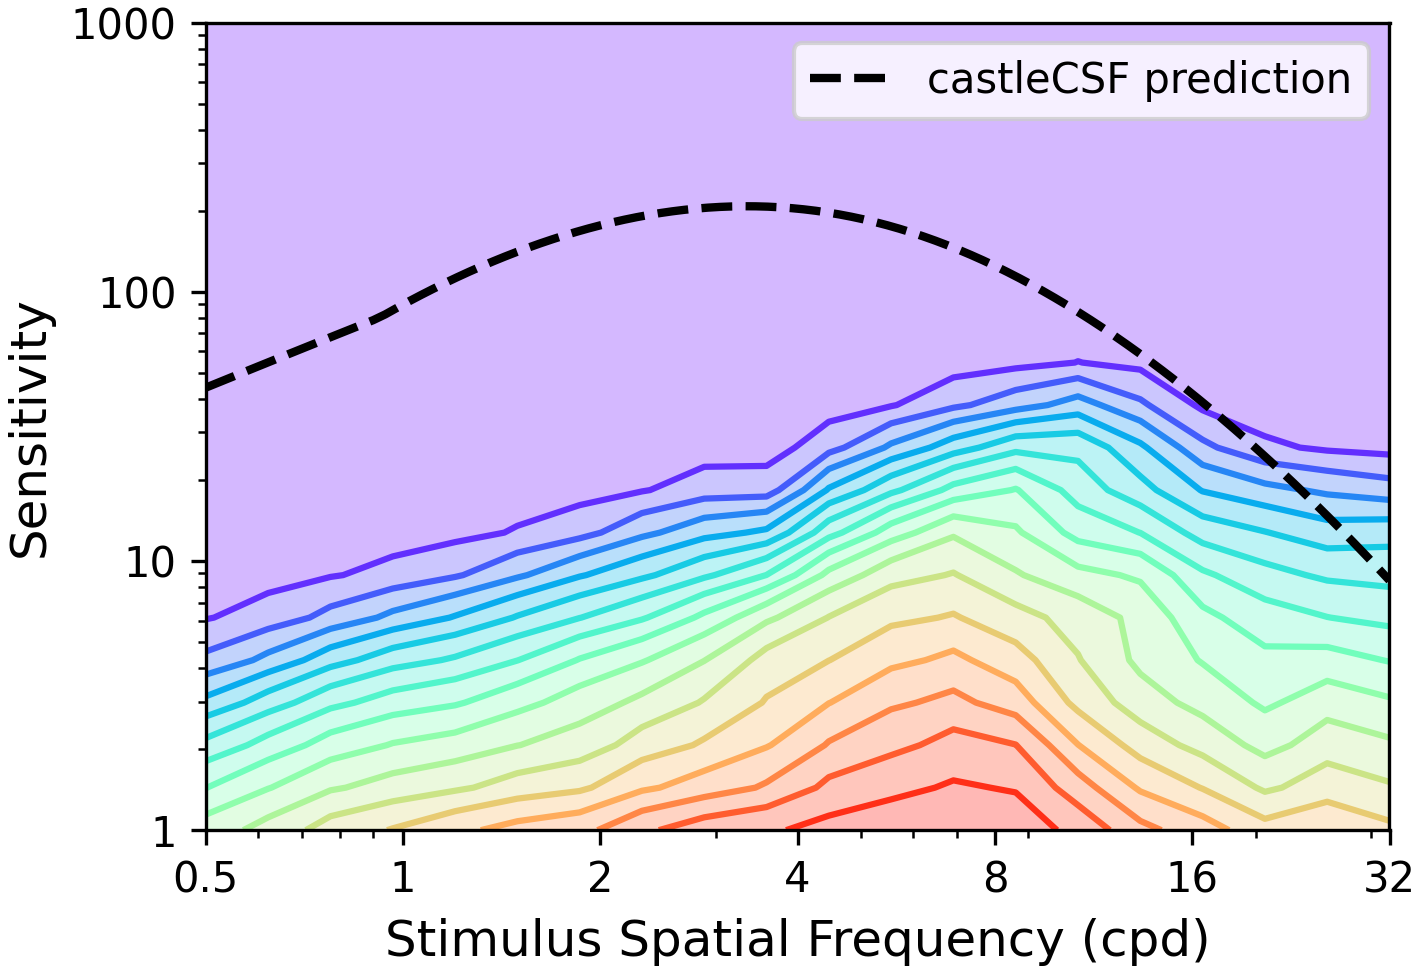 1000
castleCSF prediction
100
10
1
Sensitivity
0.5 1 2 4 8 16 32
Stimulus Spatial Frequency (cpd)